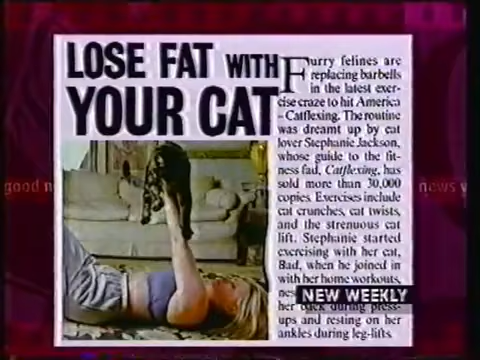 LOSE FAT WITH
YOUR CAT
Furry felines are
replacing barbells
in the latest exer-
cise craze to hit America
– Catflexing. The routine
was dreamt up by cat
lover Stephanie Jackson,
whose guide to the fit-
ness fad, Catflexing, has
sold more than 30,000
copies. Exercises include
cat crunches, cat twists,
and the strenuous cat
lift. Stephanie started
exercising with her cat,
Bad, when he joined in
with her home workouts,
her back during press-
ups and resting on her
ankles during leg-lifts.
NEW WEEKLY
good n
news w